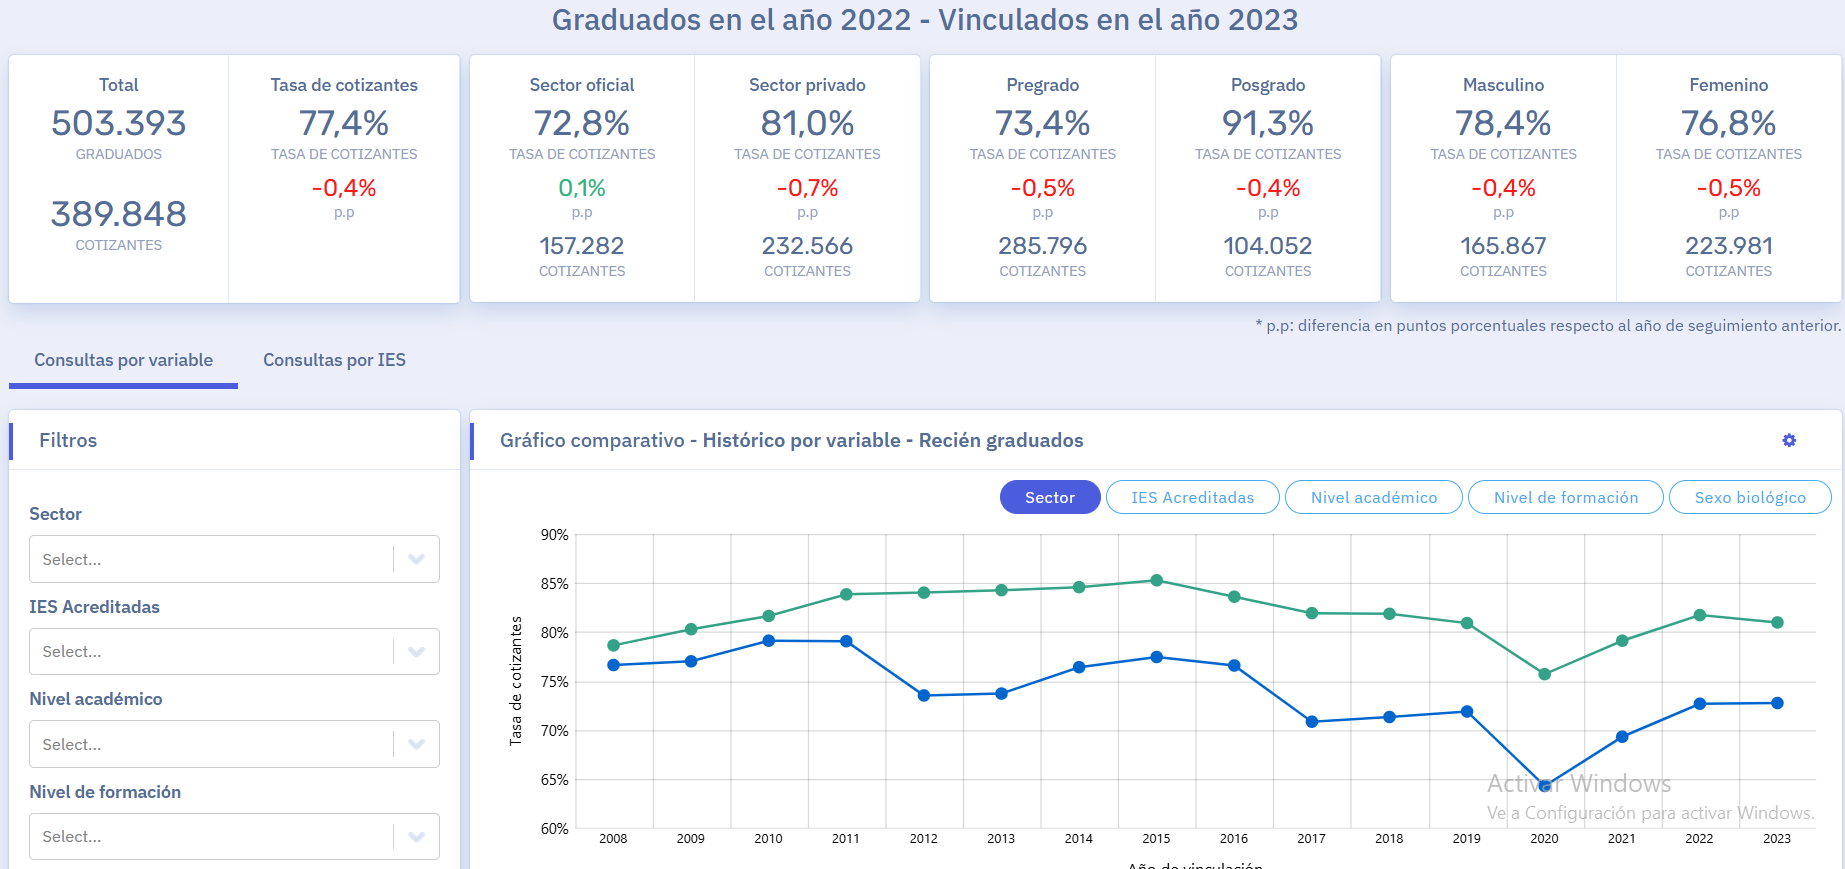 Graduados en el año 2022 - Vinculados en el año 2023
Total
503.393
GRADUADOS
389.848
COTIZANTES
Tasa de cotizantes
77,4%
TASA DE COTIZANTES
-0,4%
p.p
Sector oficial
72,8%
TASA DE COTIZANTES
0,1%
p.p
157.282
COTIZANTES
Sector privado
81,0%
TASA DE COTIZANTES
-0,7%
p.p
232.566
COTIZANTES
Pregrado
73,4%
TASA DE COTIZANTES
-0,5%
p.p
285.796
COTIZANTES
Posgrado
91,3%
TASA DE COTIZANTES
-0,4%
p.p
104.052
COTIZANTES
Masculino
78,4%
TASA DE COTIZANTES
-0,4%
p.p
165.867
COTIZANTES
Femenino
76,8%
TASA DE COTIZANTES
-0,5%
p.p
223.981
COTIZANTES
* p.p: diferencia en puntos porcentuales respecto al año de seguimiento anterior.
Consultas por variable
Consultas por IES
Filtros
Sector
Select...
IES Acreditadas
Select...
Nivel académico
Select...
Nivel de formación
Select...
Gráfico comparativo - Histórico por variable - Recién graduados
Sector
IES Acreditadas
Nivel académico
Nivel de formación
Sexo biológico
Tasa de cotizantes
90%
85%
80%
75%
70%
65%
60%
2008 2009 2010 2011 2012 2013 2014 2015 2016 2017 2018 2019 2020 2021 2022 2023
Año de vinculación
Activar Windows
Ve a Configuración para activar Windows.